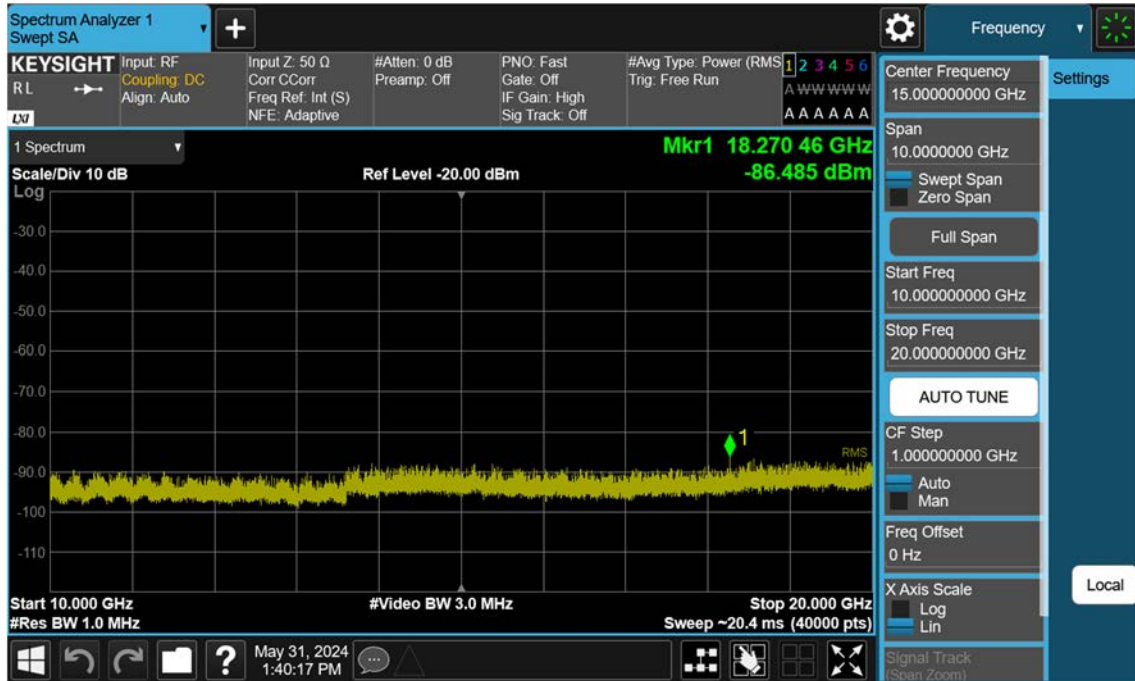 Spectrum Analyzer 1
Swept SA
+
Frequency
KEYSIGHT
RL
LXI
Input: RF
Coupling: DC
Align: Auto
Input Z: 50 Ω
Corr CCorr
Freq Ref: Int (S)
NFE: Adaptive
#Atten: 0 dB
Preamp: Off
PNO: Fast
Gate: Off
IF Gain: High
Sig Track: Off
#Avg Type: Power (RMS
Trig: Free Run
1 2 3 4 5 6
A W W W W W
A A A A A A
1 Spectrum
Mkr1 18.270 46 GHz
Scale/Div 10 dB
Ref Level -20.00 dBm
-86.485 dBm
Log
-30.0
-40.0
-50.0
-60.0
-70.0
-80.0
-90.0
-100
-110
1
RMS
Start 10.000 GHz
#Video BW 3.0 MHz
Stop 20.000 GHz
#Res BW 1.0 MHz
Sweep ~20.4 ms (40000 pts)
Center Frequency
15.000000000 GHz
Settings
Span
10.0000000 GHz
Swept Span
Zero Span
Full Span
Start Freq
10.000000000 GHz
Stop Freq
20.000000000 GHz
AUTO TUNE
CF Step
1.000000000 GHz
Auto
Man
Freq Offset
0 Hz
X Axis Scale
Log
Lin
Local
Signal Track
(Span Zoom)
?
May 31, 2024
1:40:17 PM